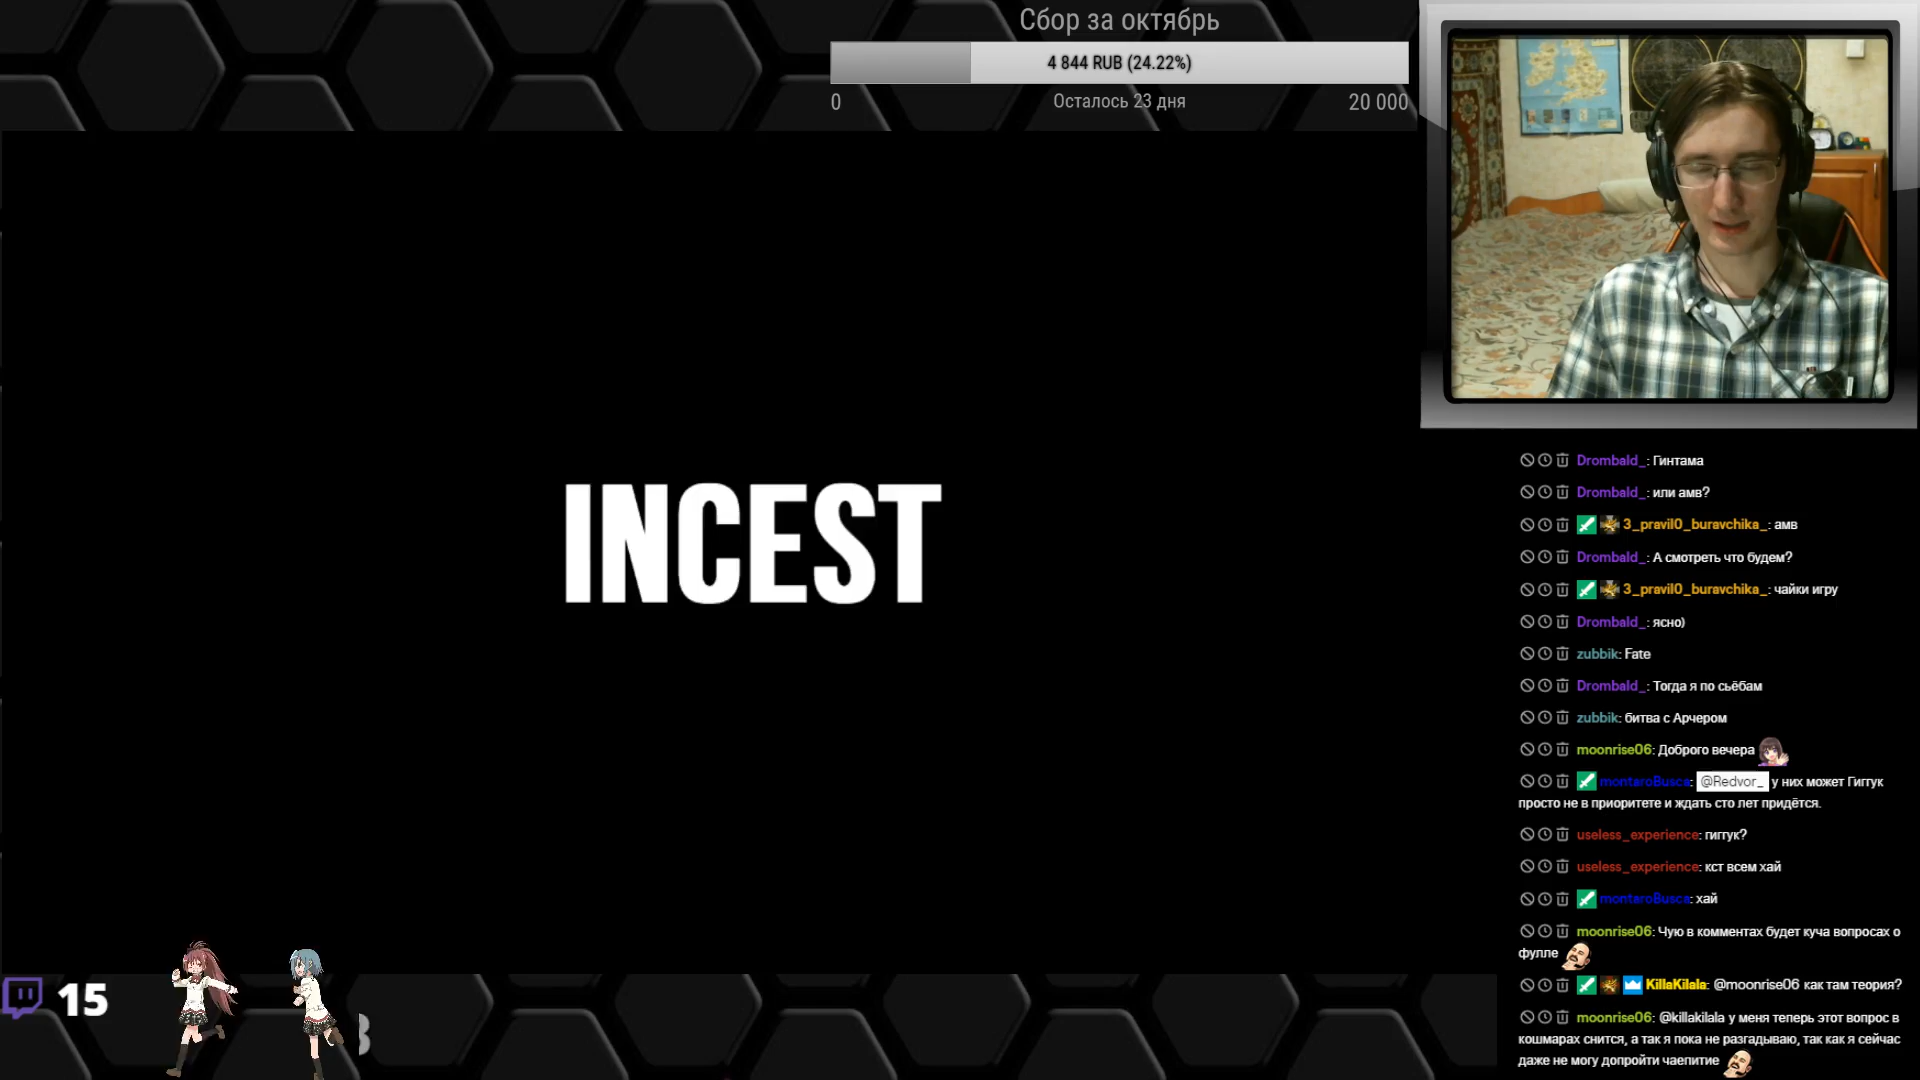 Сбор за октябрь
4 844 RUB (24.22%)
0
Осталось 23 дня
20 000
INCEST
Drombald_: Гинтама
Drombald_: или амв?
3_pravil0_buravchika_: амв
Drombald_: А смотреть что будем?
3_pravil0_buravchika_: чайки игру
Drombald_: ясно)
zubbik: Fate
Drombald_: Тогда я по сьёбам
zubbik: битва с Арчером
moonrise06: Доброго вечера
montaroBusca: @Redvor_ у них может Гиггук
просто не в приоритете и ждать сто лет придётся.
useless_experience: гиггук?
useless_experience: кст всем хай
montaroBusca: хай
moonrise06: Чую в комментах будет куча вопросах о
фулле
KillaKilala: @moonrise06 как там теория?
moonrise06: @killakilala у меня теперь этот вопрос в
кошмарах снится, а так я пока не разгадываю, так как я сейчас
даже не могу допройти чаепитие
15